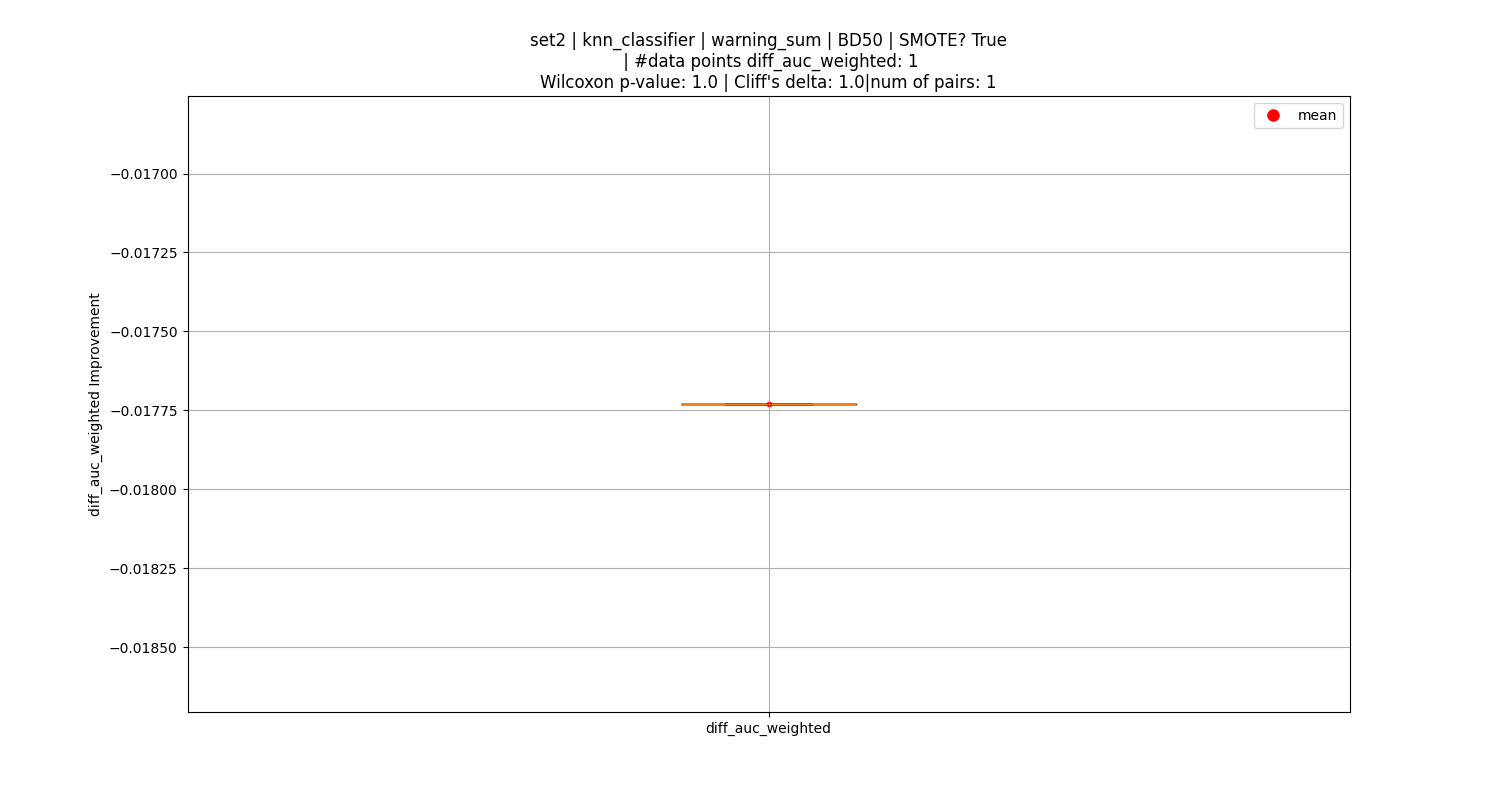 set2 | knn_classifier | warning_sum | BD50 | SMOTE? True
| #data points diff_auc_weighted: 1
Wilcoxon p-value: 1.0 | Cliff's delta: 1.0|num of pairs: 1
mean
−0.01700
−0.01725
−0.01750
−0.01775
−0.01800
−0.01825
−0.01850
diff_auc_weighted Improvement
diff_auc_weighted